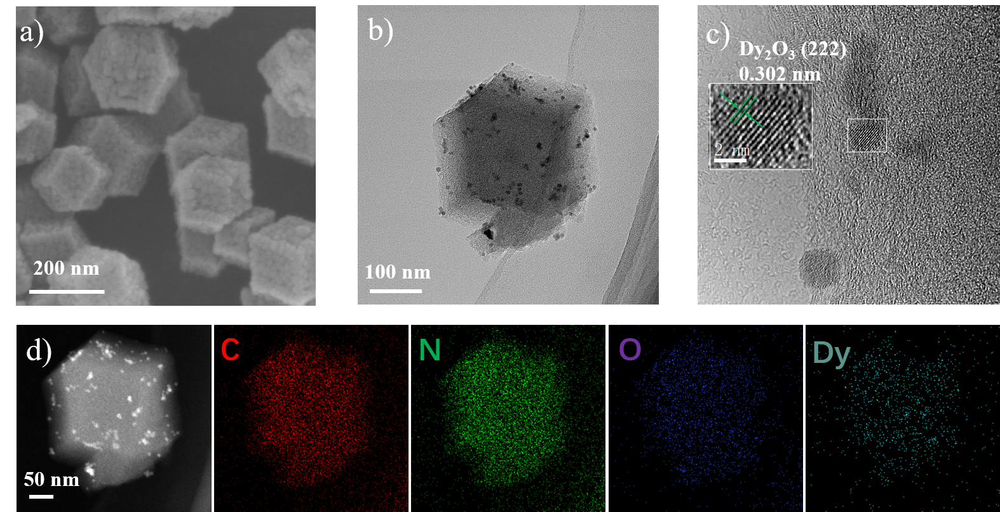 a)
200 nm
b)
100 nm
c)
Dy₂O₃ (222)
0.302 nm
2 nm
d)
50 nm
C
N
O
Dy